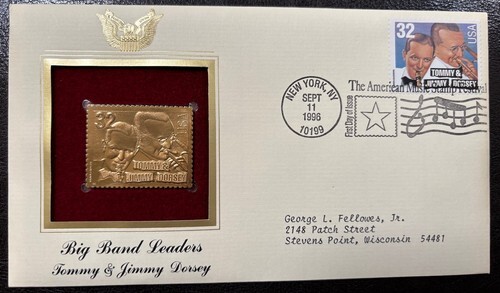 32
USA
TOMMY &
JIMMY DORSEY
NEW YORK, NY
SEPT
11
1996
10199
First Day of Issue
The American Music Stamp Festival
32
TOMMY &
JIMMY DORSEY
George L. Fellowes, Jr.
2148 Patch Street
Stevens Point, Wisconsin 54481
Big Band Leaders
Tommy & Jimmy Dorsey